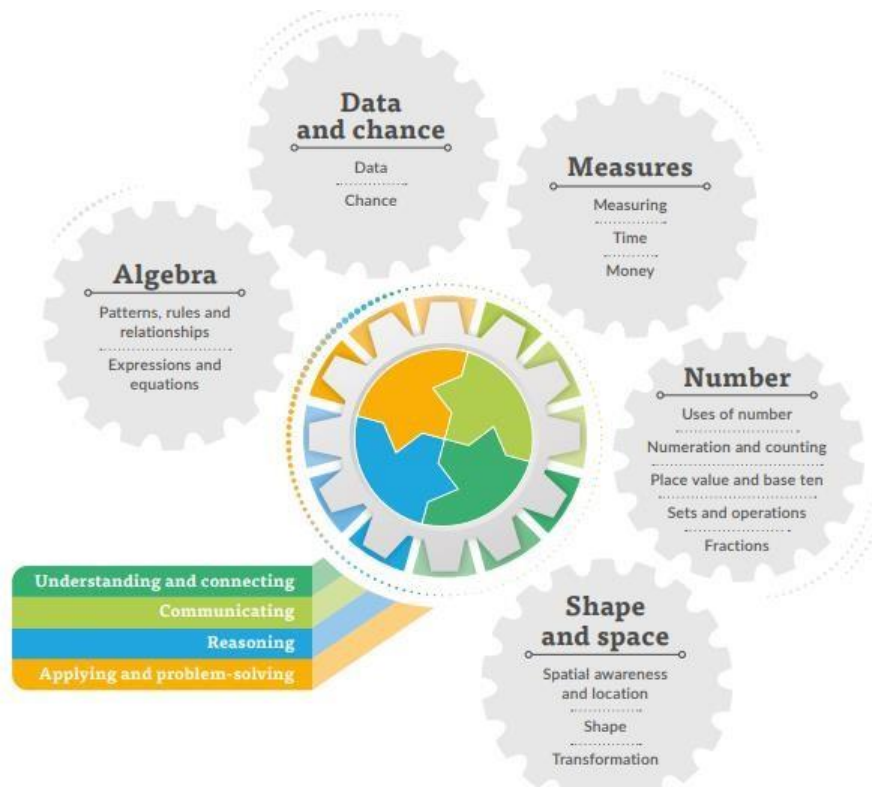 Data
and chance
Data
Chance
Measures
Measuring
Time
Money
Algebra
Patterns, rules and
relationships
Expressions and
equations
Number
Uses of number
Numeration and counting
Place value and base ten
Sets and operations
Fractions
Understanding and connecting
Communicating
Reasoning
Applying and problem-solving
Shape
and space
Spatial awareness
and location
Shape
Transformation